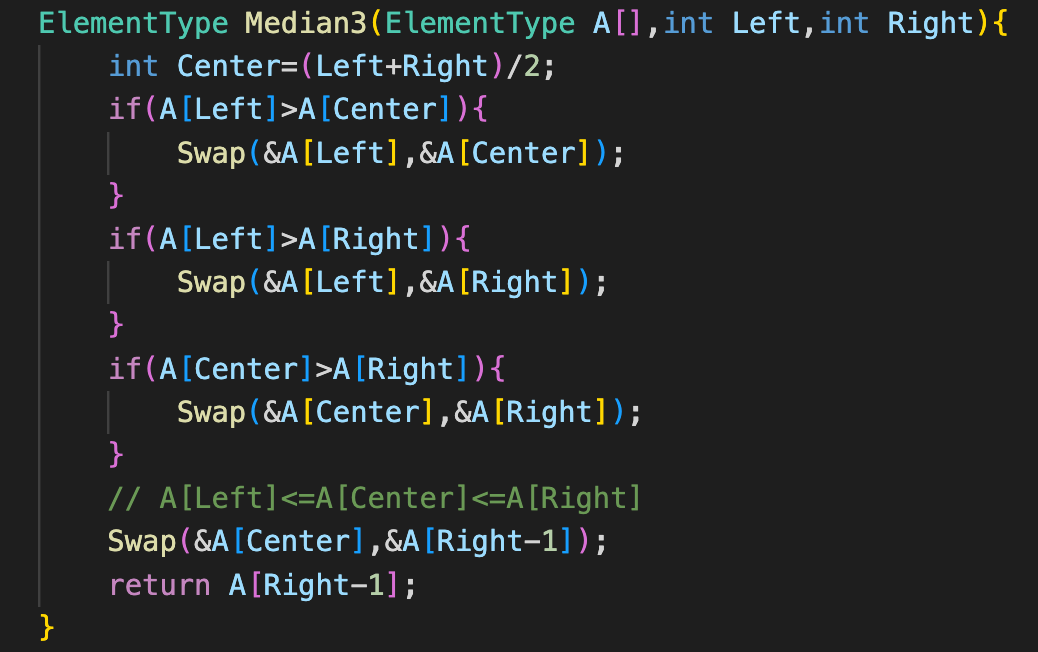 ElementType Median3(ElementType A[],int Left,int Right){
    int Center=(Left+Right)/2;
    if(A[Left]>A[Center]){
        Swap(&A[Left],&A[Center]);
    }
    if(A[Left]>A[Right]){
        Swap(&A[Left],&A[Right]);
    }
    if(A[Center]>A[Right]){
        Swap(&A[Center],&A[Right]);
    }
    // A[Left]<=A[Center]<=A[Right]
    Swap(&A[Center],&A[Right-1]);
    return A[Right-1];
}